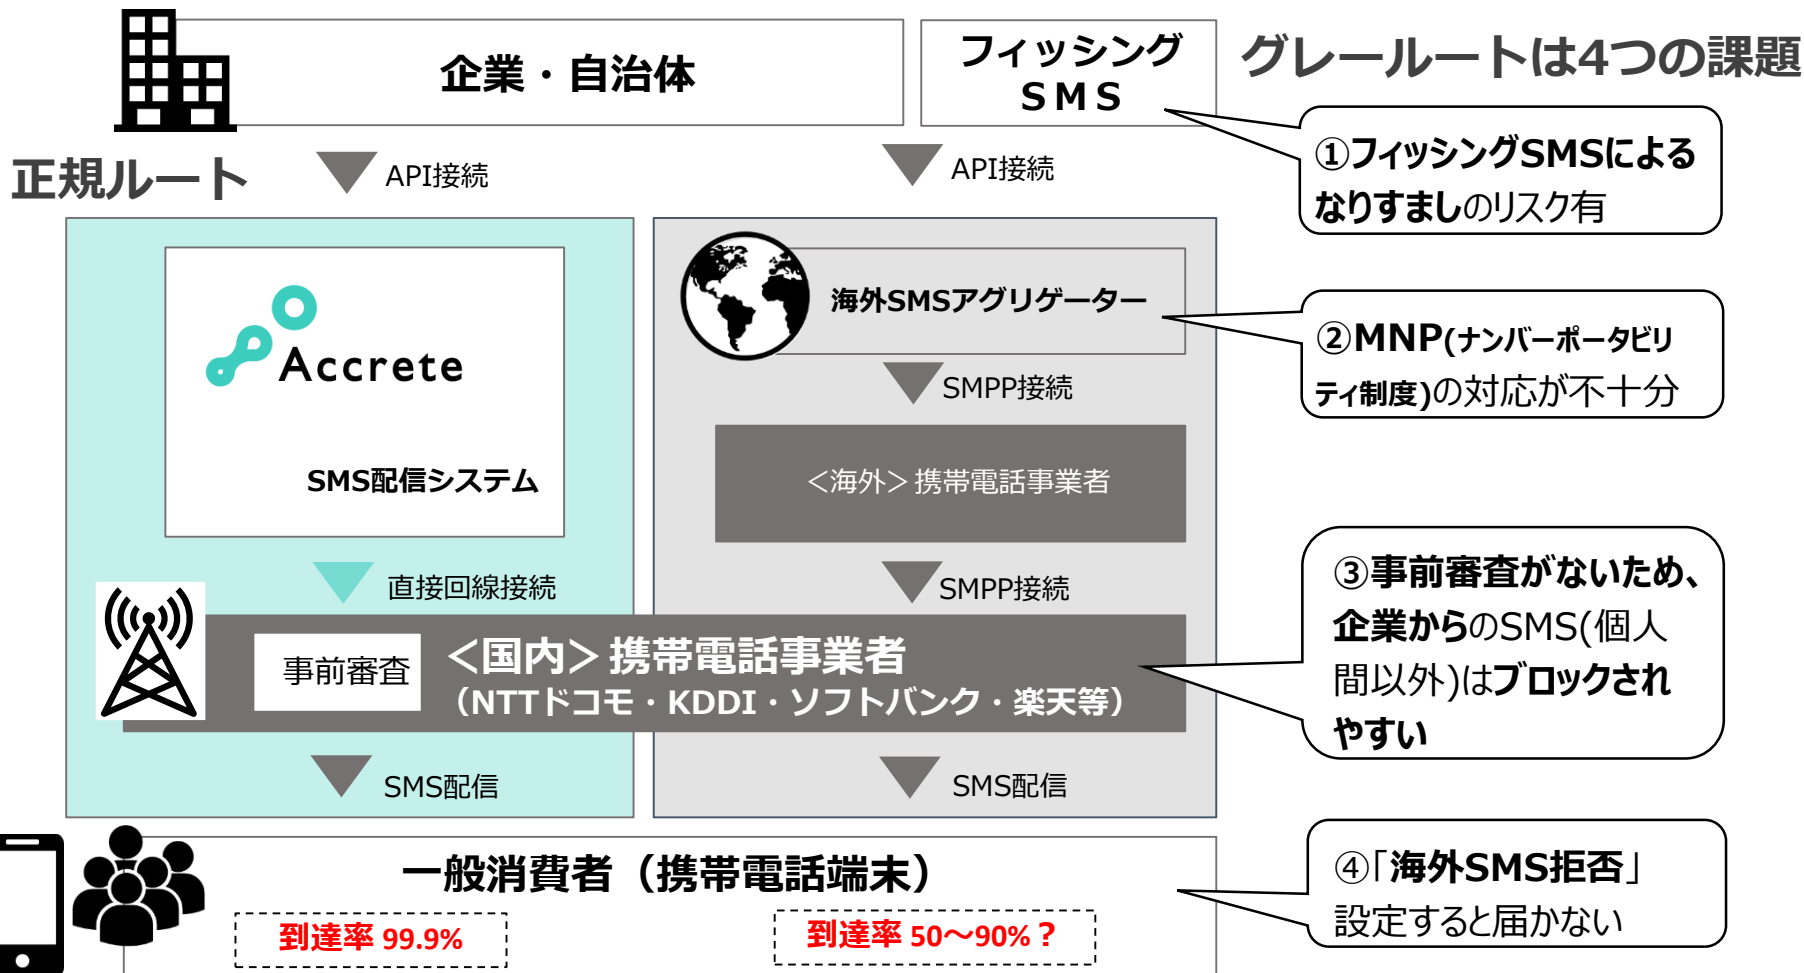 企業・自治体
フィッシング
SMS
グレールートは4つの課題
①フィッシングSMSによる
なりすましのリスク有
正規ルート
API接続
API接続
Accrete
SMS配信システム
海外SMSアグリゲーター
②MNP(ナンバーポータビリ
ティ制度)の対応が不十分
SMPP接続
＜海外＞携帯電話事業者
直接回線接続
SMPP接続
③事前審査がないため、
企業からのSMS(個人
間以外)はブロックされ
やすい
事前審査
＜国内＞携帯電話事業者
（NTTドコモ・KDDI・ソフトバンク・楽天等）
SMS配信
SMS配信
一般消費者（携帯電話端末）
④「海外SMS拒否」
設定すると届かない
到達率 99.9%
到達率 50～90%？